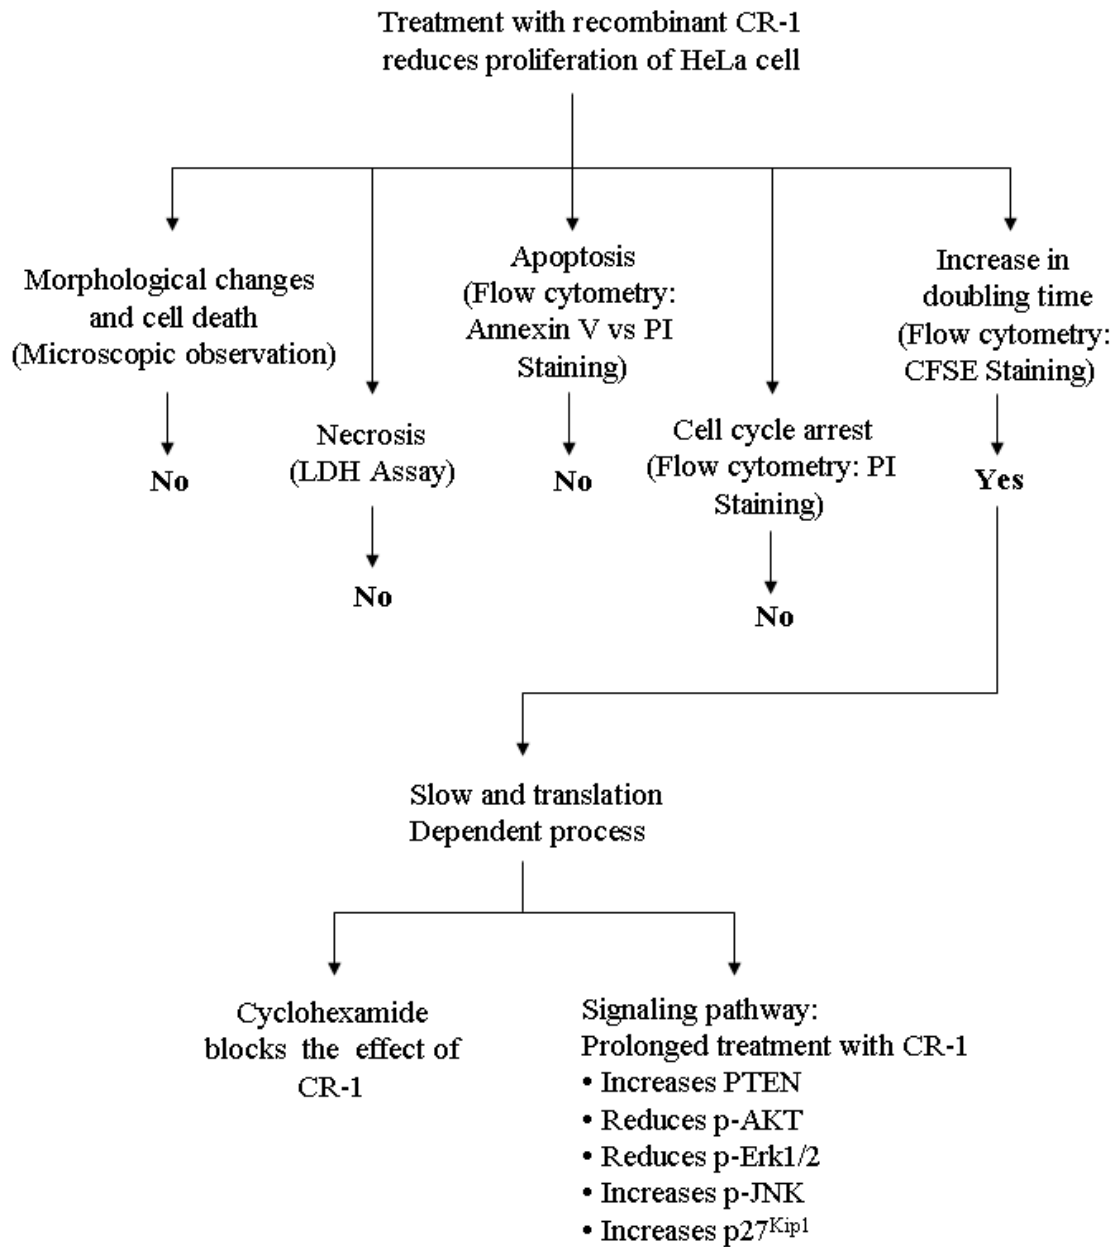 Treatment with recombinant CR-1
reduces proliferation of HeLa cell
Morphological changes
and cell death
(Microscopic observation)
No
Necrosis
(LDH Assay)
No
Apoptosis
(Flow cytometry:
Annexin V vs PI
Staining)
No
Cell cycle arrest
(Flow cytometry: PI
Staining)
No
Increase in
doubling time
(Flow cytometry:
CFSE Staining)
Yes
Slow and translation
Dependent process
Cyclohexamide
blocks the effect of
CR-1
Signaling pathway:
Prolonged treatment with CR-1
• Increases PTEN
• Reduces p-AKT
• Reduces p-Erk1/2
• Increases p-JNK
• Increases p27Kip1